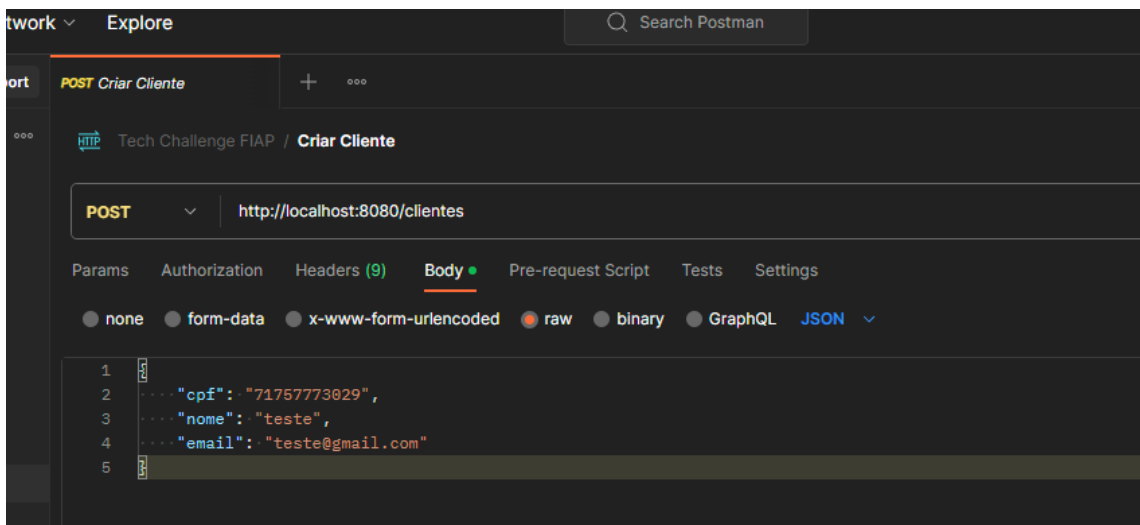 twork Explore Search Postman
ort POST Criar Cliente
HTTP Tech Challenge FIAP / Criar Cliente
POST http://localhost:8080/clientes
Params Authorization Headers (9) Body Pre-request Script Tests Settings
none form-data x-www-form-urlencoded raw binary GraphQL JSON
1 {
2 "cpf": "71757773029",
3 "nome": "teste",
4 "email": "teste@gmail.com"
5 }